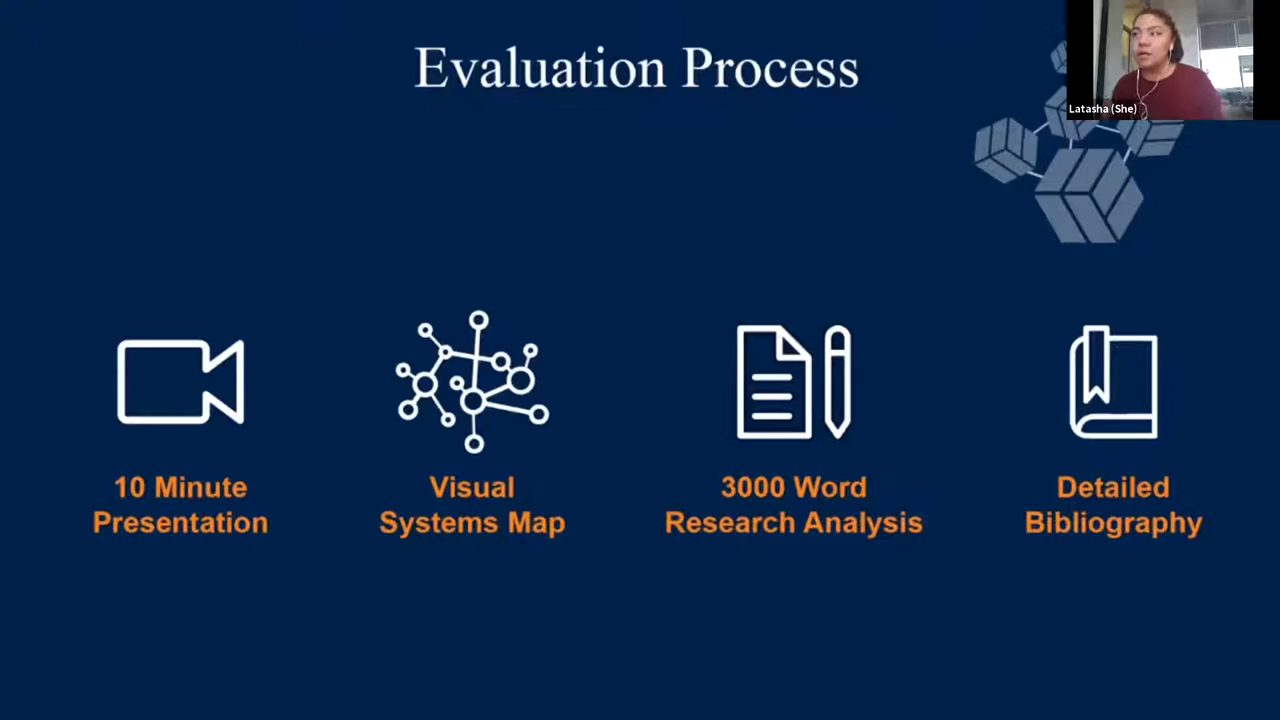 Evaluation Process
Latasha (She)
10 Minute
Presentation
Visual
Systems Map
3000 Word
Research Analysis
Detailed
Bibliography